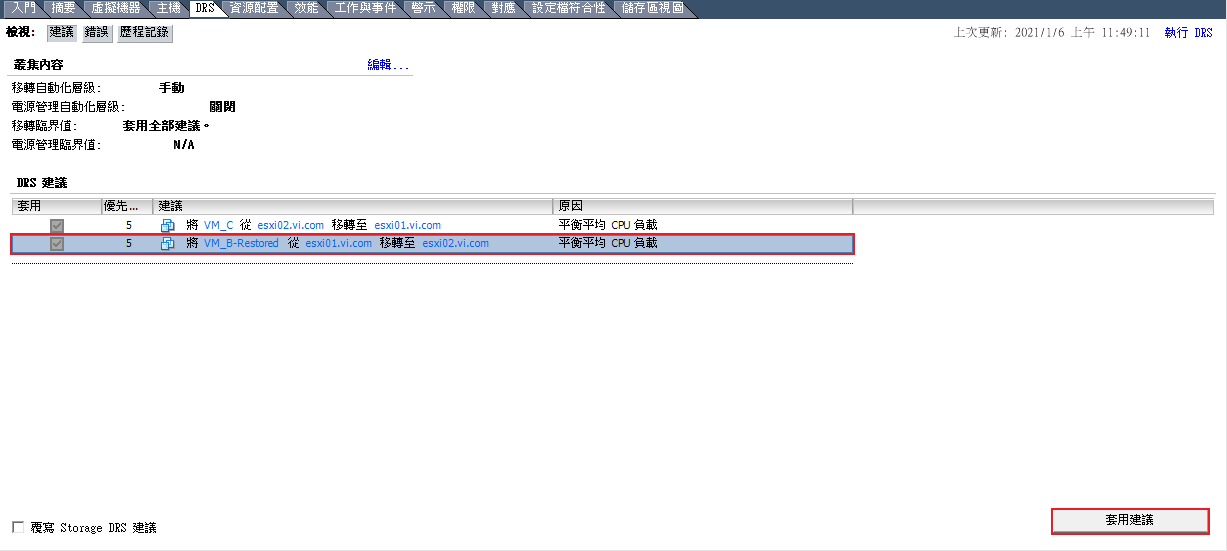 入門 摘要 虛擬機器 主機 DRS 資源配置 效能 工作與事件 警示 權限 對應 設定檔符合性 儲存區視圖
檢視: 建議 錯誤 歷程記錄 上次更新: 2021/1/6 上午 11:49:11 執行 DRS
叢集內容 編輯...
移轉自動化層級: 手動
電源管理自動化層級: 關閉
移轉臨界值: 套用全部建議。
電源管理臨界值: N/A
DRS 建議
套用 優先... 建議 原因
5 將 VM_C 從 esxi02.vi.com 移轉至 esxi01.vi.com 平衡平均 CPU 負載
5 將 VM_B-Restored 從 esxi01.vi.com 移轉至 esxi02.vi.com 平衡平均 CPU 負載
覆寫 Storage DRS 建議 套用建議